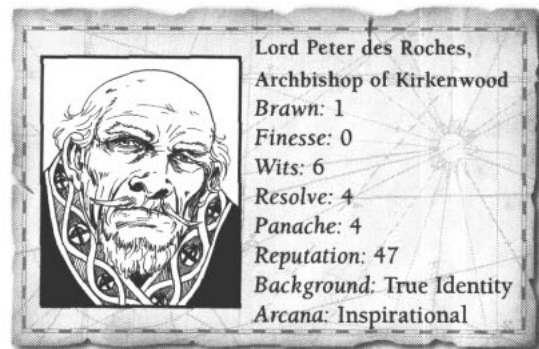 Lord Peter des Roches,
Archbishop of Kirkenwood
Brawn: 1
Finesse: 0
Wits: 6
Resolve: 4
Panache: 4
Reputation: 47
Background: True Identity
Arcana: Inspirational